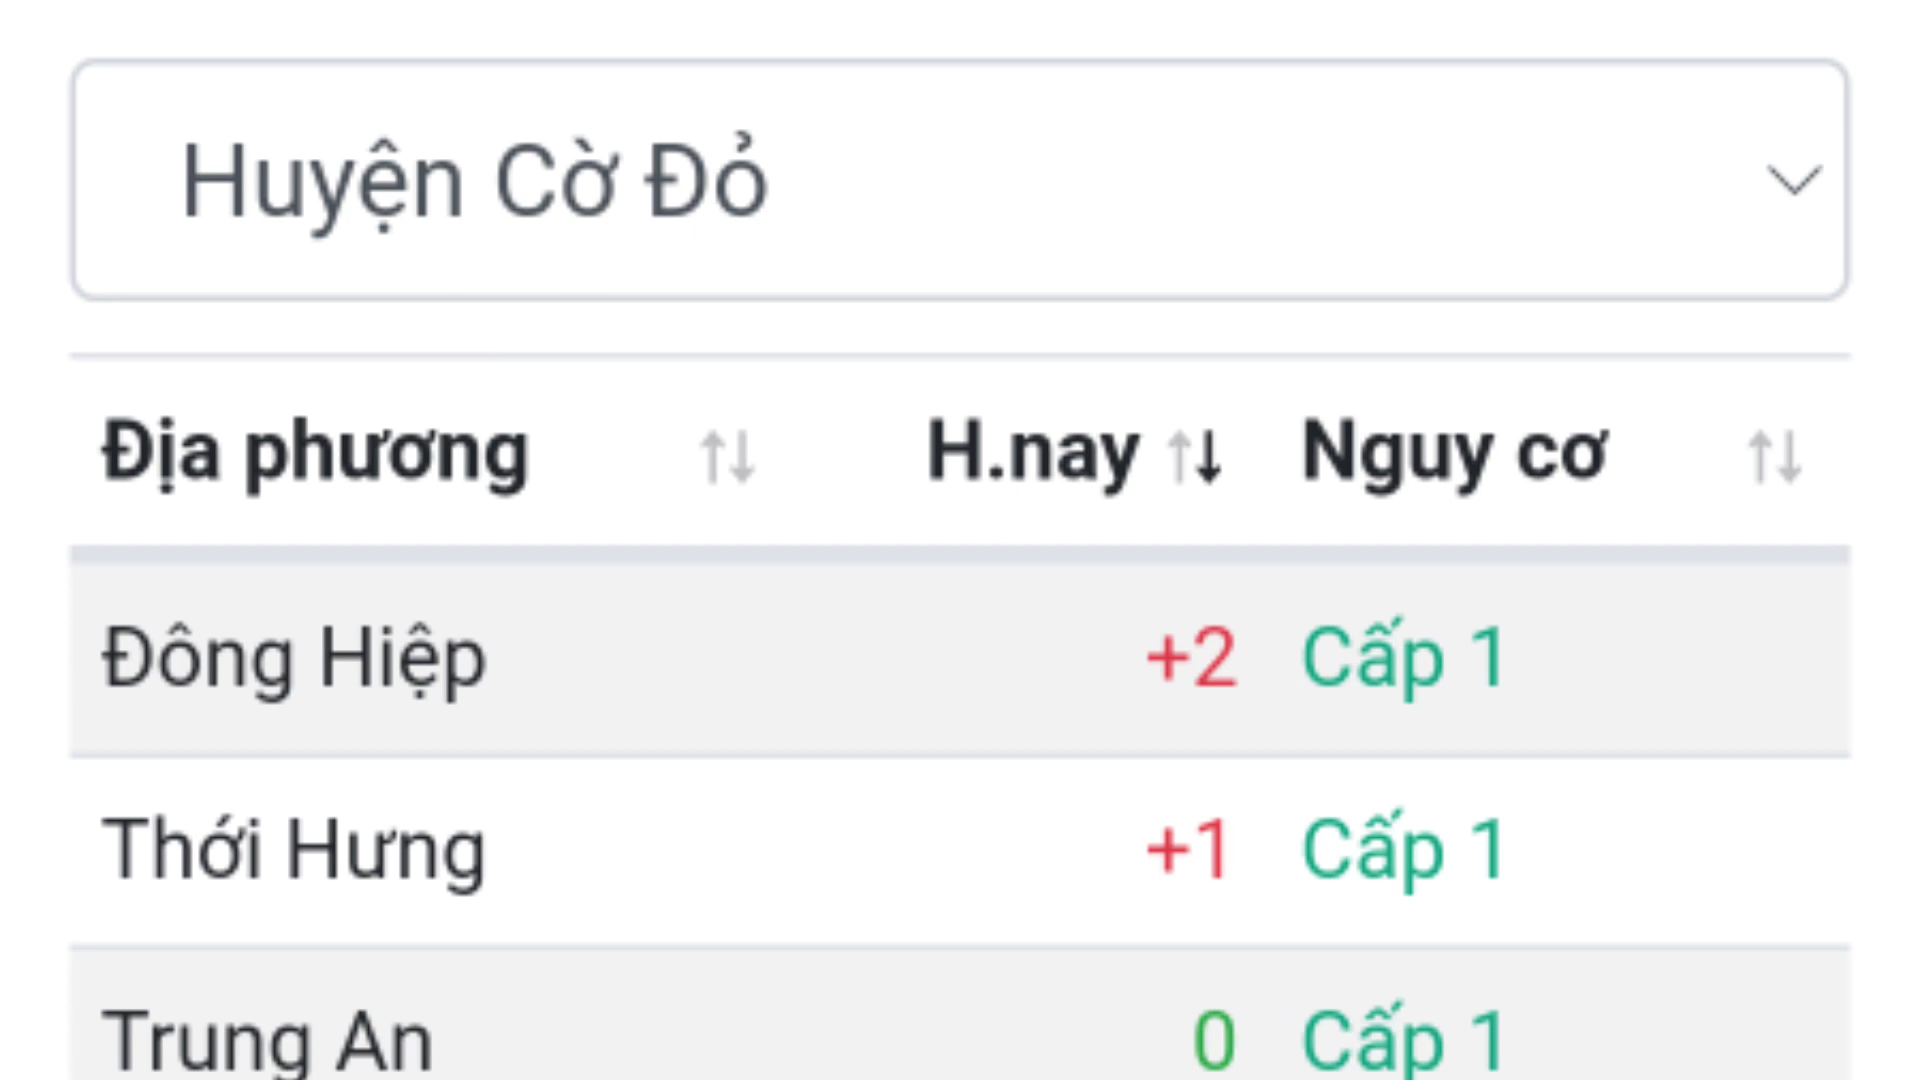 Huyện Cờ Đỏ
Địa phương H.nay Nguy cơ
Đông Hiệp +2 Cấp 1
Thới Hưng +1 Cấp 1
Trung An 0 Cấp 1